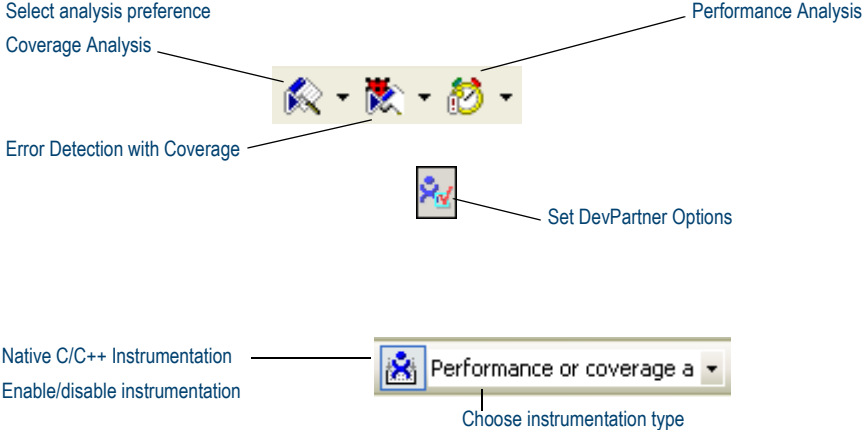 Select analysis preference
Performance Analysis
Coverage Analysis
Error Detection with Coverage
Set DevPartner Options
Native C/C++ Instrumentation
Performance or coverage a
Enable/disable instrumentation
Choose instrumentation type